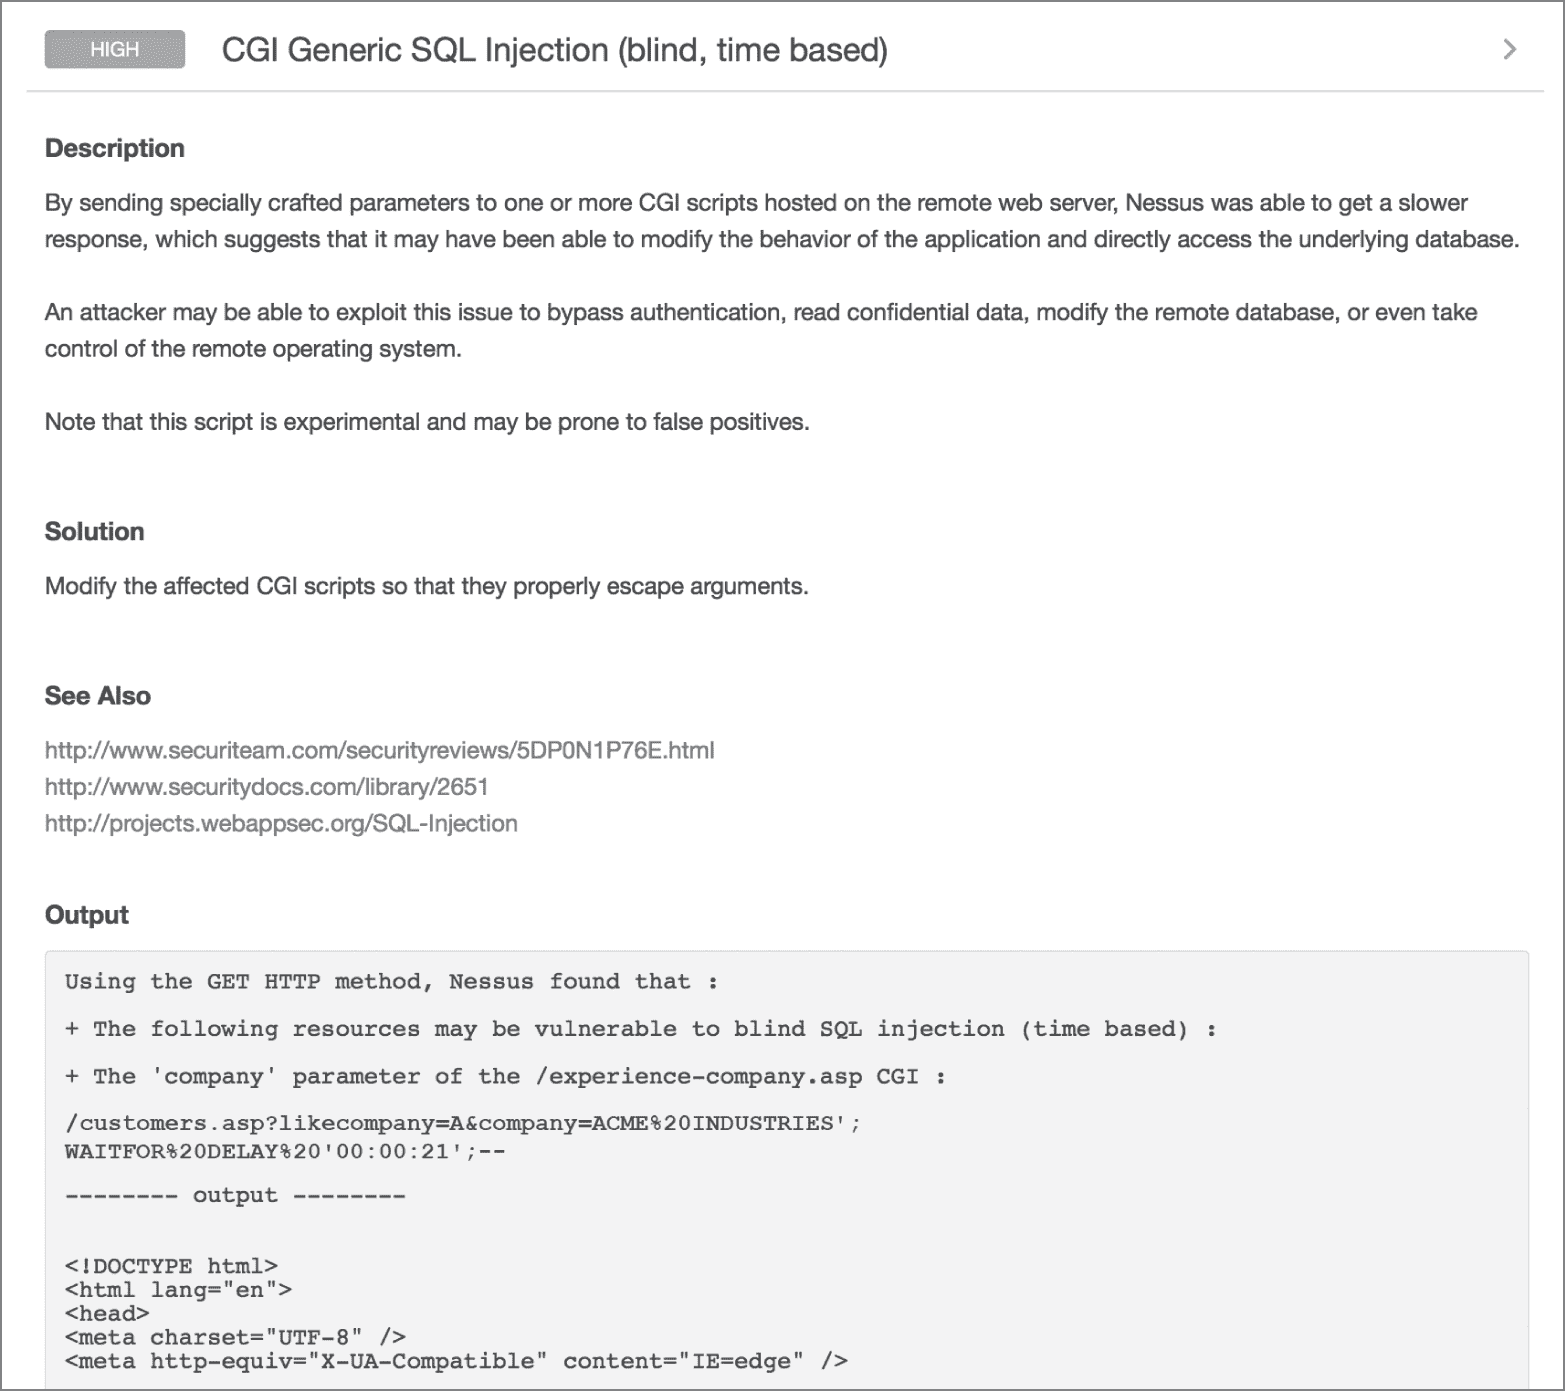 HIGH
CGI Generic SQL Injection (blind, time based)
Description
By sending specially crafted parameters to one or more CGI scripts hosted on the remote web server, Nessus was able to get a slower
response, which suggests that it may have been able to modify the behavior of the application and directly access the underlying database.
An attacker may be able to exploit this issue to bypass authentication, read confidential data, modify the remote database, or even take
control of the remote operating system.
Note that this script is experimental and may be prone to false positives.
Solution
Modify the affected CGI scripts so that they properly escape arguments.
See Also
http://www.securiteam.com/securityreviews/5DP0N1P76E.html
http://www.securitydocs.com/library/2651
http://projects.webappsec.org/SQL-Injection
Output
Using the GET HTTP method, Nessus found that :
+ The following resources may be vulnerable to blind SQL injection (time based) :
+ The 'company' parameter of the /experience-company.asp CGI :
/customers.asp?likecompany=A&company=ACME%20INDUSTRIES';
WAITFOR%20DELAY%20'00:00:21';--
-------- output --------
<!DOCTYPE html>
<html lang="en">
<head>
<meta charset="UTF-8" />
<meta http-equiv="X-UA-Compatible" content="IE=edge" />